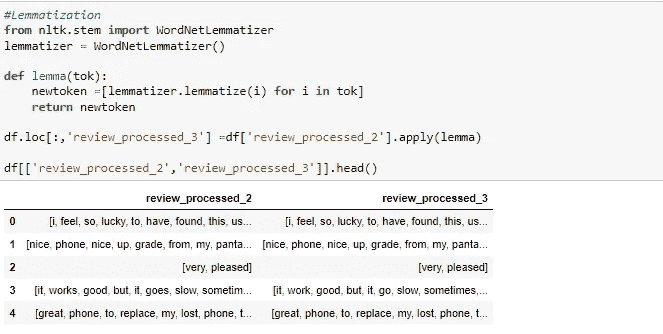 #Lemmatization
from nltk.stem import WordNetLemmatizer
lemmatizer = WordNetLemmatizer()
def lemma(tok):
newtoken =[lemmatizer.lemmatize(i) for i in tok]
return newtoken
df.loc[:,'review_processed_3'] =df['review_processed_2'].apply(lemma)
df[['review_processed_2','review_processed_3']].head()
review_processed_2 review_processed_3
0 [i, feel, so, lucky, to, have, found, this, us... [i, feel, so, lucky, to, have, found, this, us...
1 [nice, phone, nice, up, grade, from, my, panta... [nice, phone, nice, up, grade, from, my, panta...
2 [very, pleased] [very, pleased]
3 [it, works, good, but, it, goes, slow, sometim... [it, work, good, but, it, go, slow, sometimes,...
4 [great, phone, to, replace, my, lost, phone, t... [great, phone, to, replace, my, lost, phone, t...